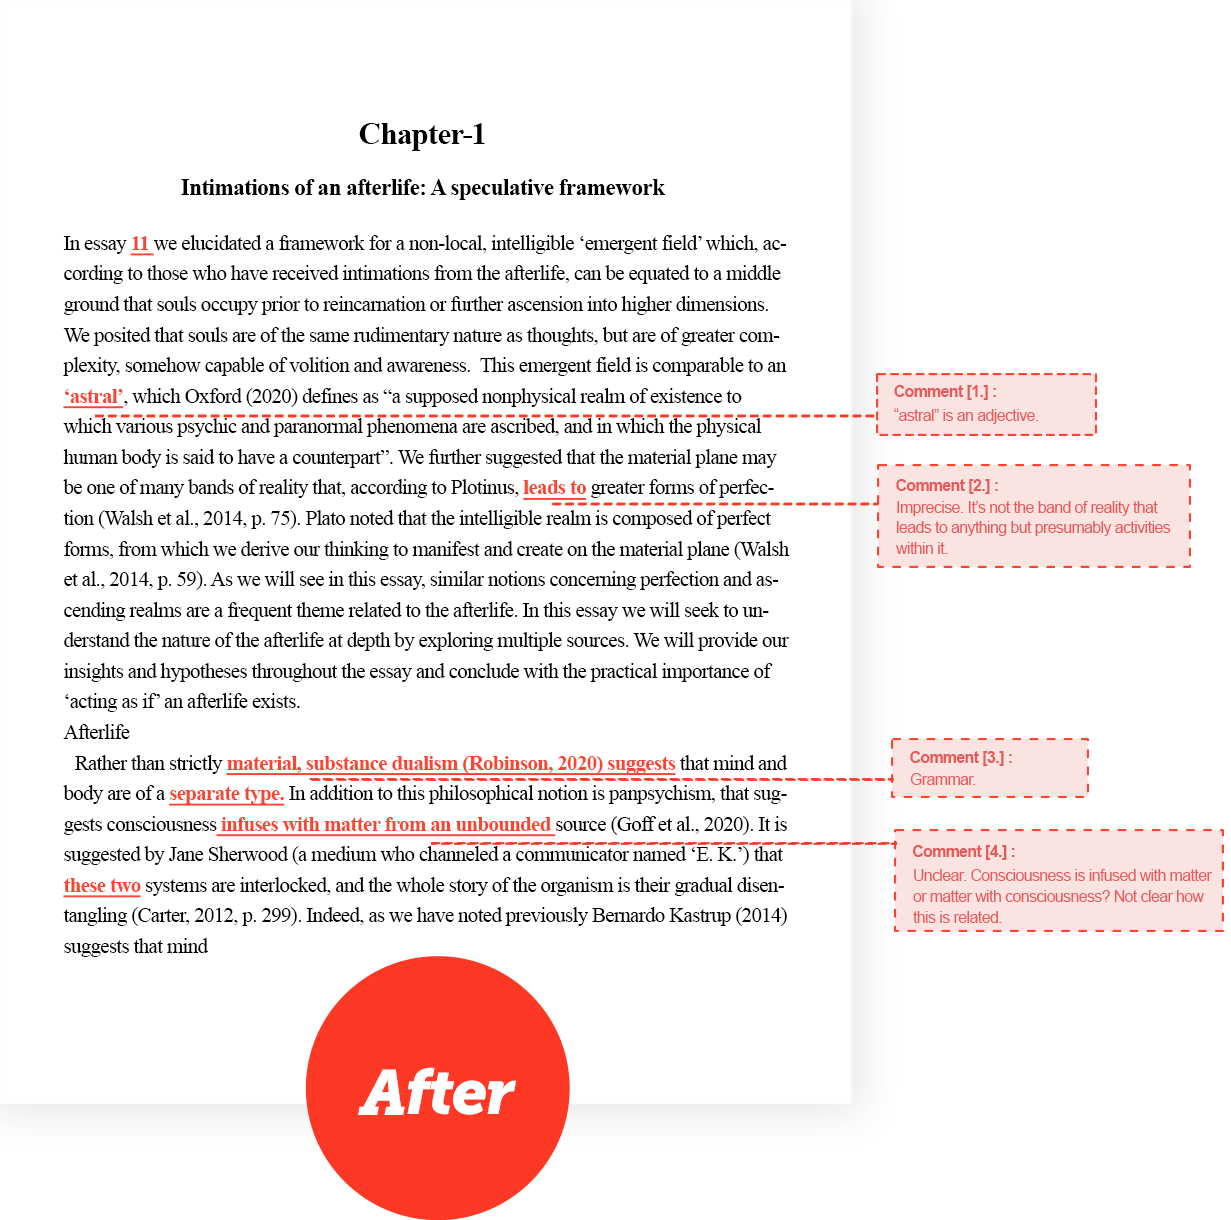 Chapter-1
Intimations of an afterlife: A speculative framework
In essay 11 we elucidated a framework for a non-local, intelligible ‘emergent field’ which, ac-
cording to those who have received intimations from the afterlife, can be equated to a middle
ground that souls occupy prior to reincarnation or further ascension into higher dimensions.
We posited that souls are of the same rudimentary nature as thoughts, but are of greater com-
plexity, somehow capable of volition and awareness.  This emergent field is comparable to an
‘astral’, which Oxford (2020) defines as “a supposed nonphysical realm of existence to
which various psychic and paranormal phenomena are ascribed, and in which the physical
human body is said to have a counterpart”. We further suggested that the material plane may
be one of many bands of reality that, according to Plotinus, leads to greater forms of perfec-
tion (Walsh et al., 2014, p. 75). Plato noted that the intelligible realm is composed of perfect
forms, from which we derive our thinking to manifest and create on the material plane (Walsh
et al., 2014, p. 59). As we will see in this essay, similar notions concerning perfection and as-
cending realms are a frequent theme related to the afterlife. In this essay we will seek to un-
derstand the nature of the afterlife at depth by exploring multiple sources. We will provide our
insights and hypotheses throughout the essay and conclude with the practical importance of
‘acting as if’ an afterlife exists.
Afterlife
Rather than strictly material, substance dualism (Robinson, 2020) suggests that mind and
body are of a separate type. In addition to this philosophical notion is panpsychism, that sug-
gests consciousness infuses with matter from an unbounded source (Goff et al., 2020). It is
suggested by Jane Sherwood (a medium who channeled a communicator named ‘E. K.’) that
these two systems are interlocked, and the whole story of the organism is their gradual disen-
tangling (Carter, 2012, p. 299). Indeed, as we have noted previously Bernardo Kastrup (2014)
suggests that mind
Comment [1.] :
“astral” is an adjective.
Comment [2.] :
Imprecise. It’s not the band of reality that
leads to anything but presumably activities
within it.
Comment [3.] :
Grammar.
Comment [4.] :
Unclear. Consciousness is infused with matter
or matter with consciousness? Not clear how
this is related.
After